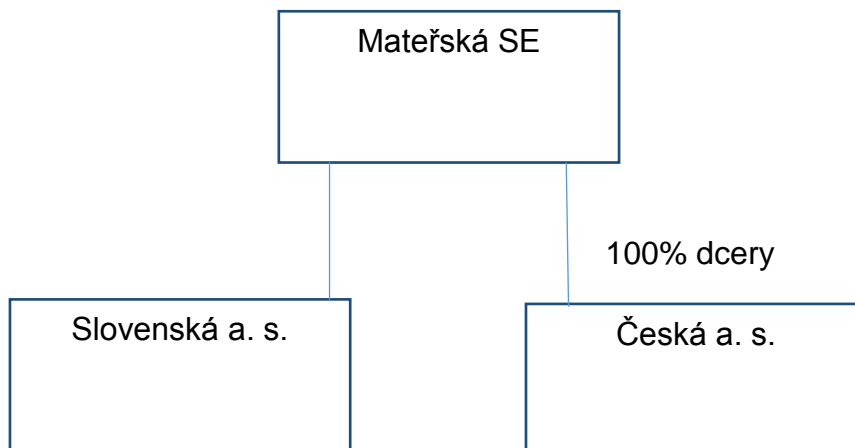 Mateřská SE
100% dcery
Slovenská a. s.
Česká a. s.